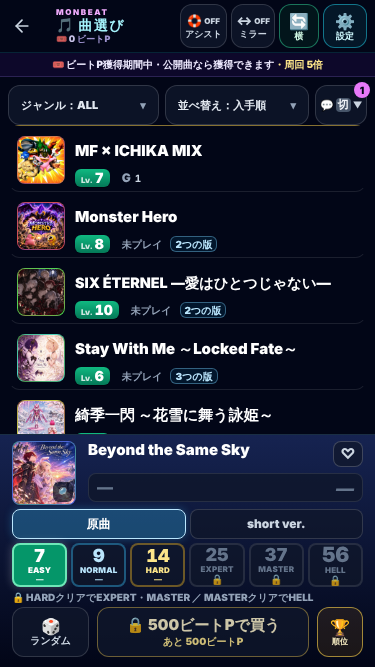 MONBEAT
🎵 曲選び
🎟️ 0 ビートP
🛟 OFF
アシスト
↔ OFF
ミラー
🔄
横
⚙️
設定
🎟️ ビートP獲得期間中・公開曲なら獲得できます・周回 5倍
ジャンル：ALL ▼
並べ替え：入手順 ▼
💬 切 ▼
1
MF × ICHIKA MIX
Lv. 7 G 1
Monster Hero
Lv. 8 未プレイ 2つの版
SIX ÉTERNEL —愛はひとつじゃない—
Lv. 10 未プレイ 2つの版
Stay With Me ～Locked Fate～
Lv. 6 未プレイ 3つの版
綺季一閃 ～花雪に舞う詠姫～
Beyond the Same Sky
— —
原曲 short ver.
7 EASY —
9 NORMAL —
14 HARD —
25 EXPERT 🔒
37 MASTER 🔒
56 HELL 🔒
🔒 HARDクリアでEXPERT・MASTER ／ MASTERクリアでHELL
🎲
ランダム
🔒 500ビートPで買う
あと 500ビートP
🏆
順位